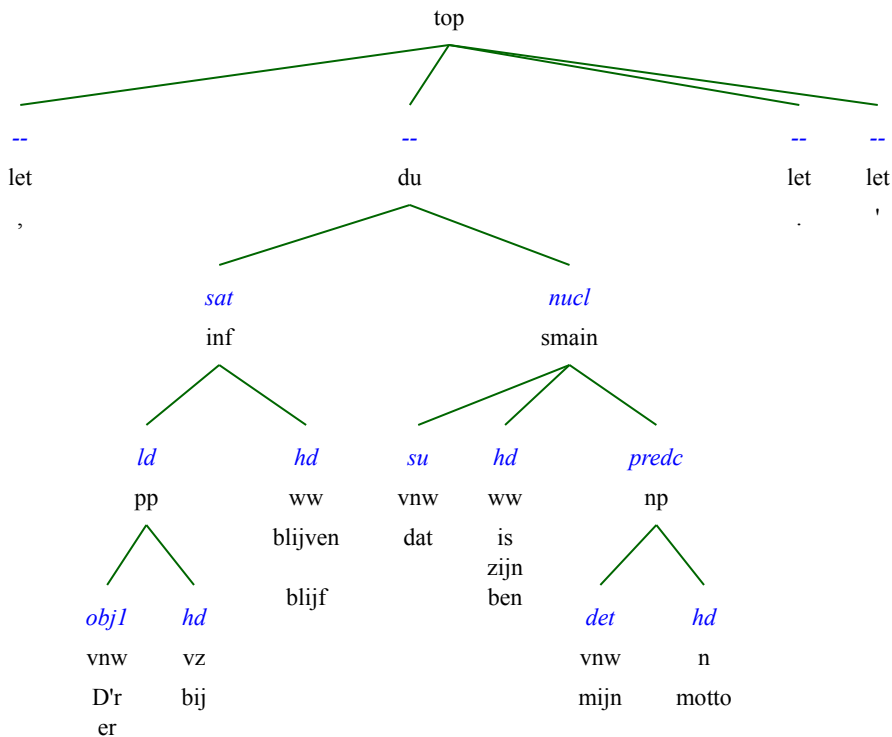 top
-- -- -- --
let du let let
, . '
sat nucl
inf smain
ld hd su hd predc
pp ww vnw ww np
blijven dat is
zijn
blijf ben
obj1 hd det hd
vnw vz vnw n
D'r bij mijn motto
er